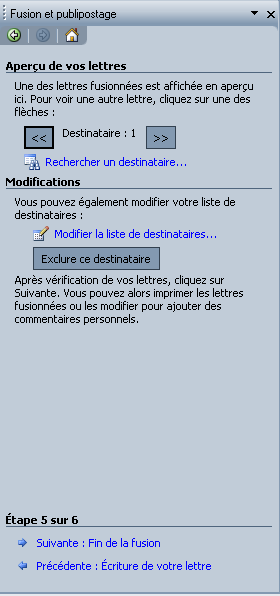 Fusion et publipostage
Aperçu de vos lettres
Une des lettres fusionnées est affichée en aperçu
ici. Pour voir une autre lettre, cliquez sur une des
flèches :
<< Destinataire : 1 >>
Rechercher un destinataire...
Modifications
Vous pouvez également modifier votre liste de
destinataires :
Modifier la liste de destinataires...
Exclure ce destinataire
Après vérification de vos lettres, cliquez sur
Suivante. Vous pouvez alors imprimer les lettres
fusionnées ou les modifier pour ajouter des
commentaires personnels.
Étape 5 sur 6
Suivante : Fin de la fusion
Précédente : Écriture de votre lettre